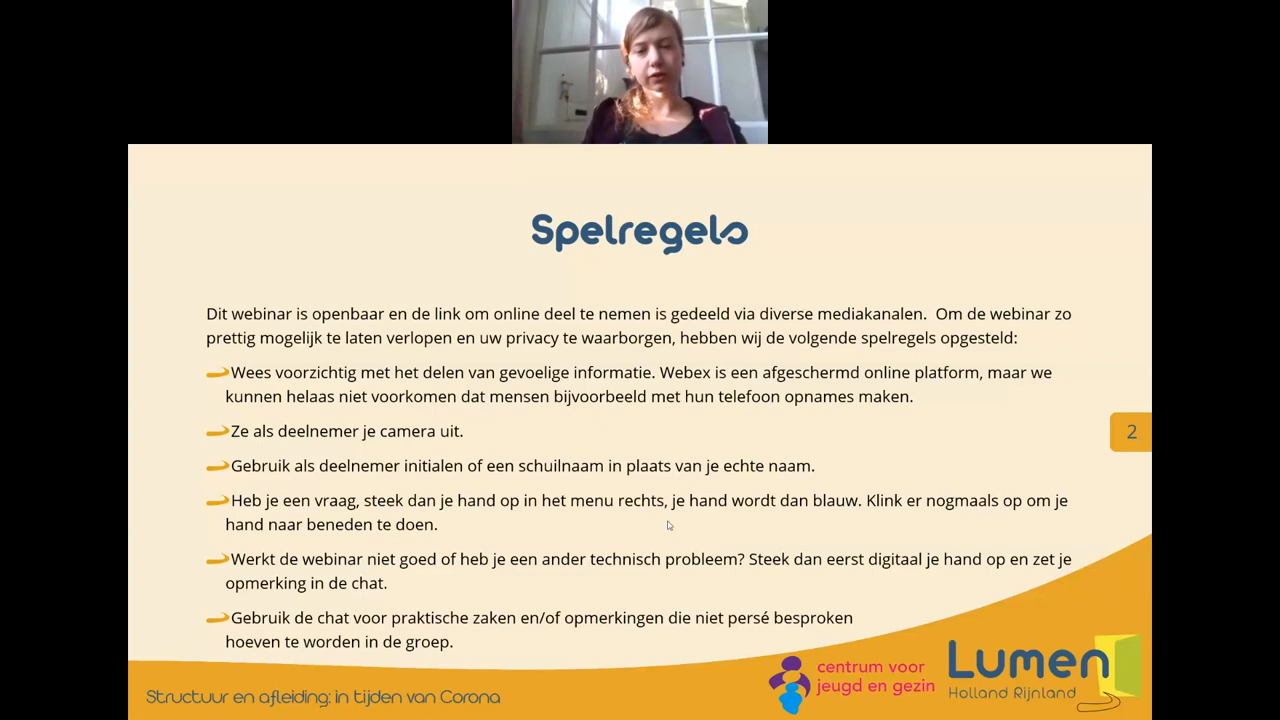 Spelregels
Dit webinar is openbaar en de link om online deel te nemen is gedeeld via diverse mediakanalen. Om de webinar zo
prettig mogelijk te laten verlopen en uw privacy te waarborgen, hebben wij de volgende spelregels opgesteld:
Wees voorzichtig met het delen van gevoelige informatie. Webex is een afgeschermd online platform, maar we
kunnen helaas niet voorkomen dat mensen bijvoorbeeld met hun telefoon opnames maken.
Ze als deelnemer je camera uit.
Gebruik als deelnemer initialen of een schuilnaam in plaats van je echte naam.
Heb je een vraag, steek dan je hand op in het menu rechts, je hand wordt dan blauw. Klink er nogmaals op om je
hand naar beneden te doen.
Werkt de webinar niet goed of heb je een ander technisch probleem? Steek dan eerst digitaal je hand op en zet je
opmerking in de chat.
Gebruik de chat voor praktische zaken en/of opmerkingen die niet persé besproken
hoeven te worden in de groep.
2
Structuur en afleiding: in tijden van Corona
centrum voor
jeugd en gezin
Lumen
Holland Rijnland